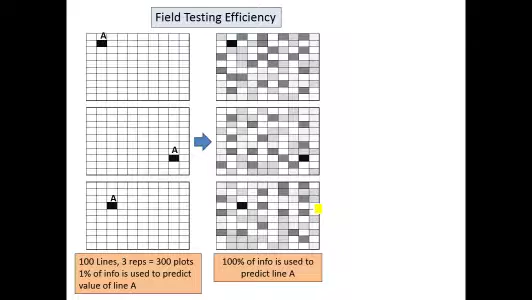 Field Testing Efficiency
A
A
A
100 Lines, 3 reps = 300 plots
1% of info is used to predict
value of line A
100% of info is used to
predict line A